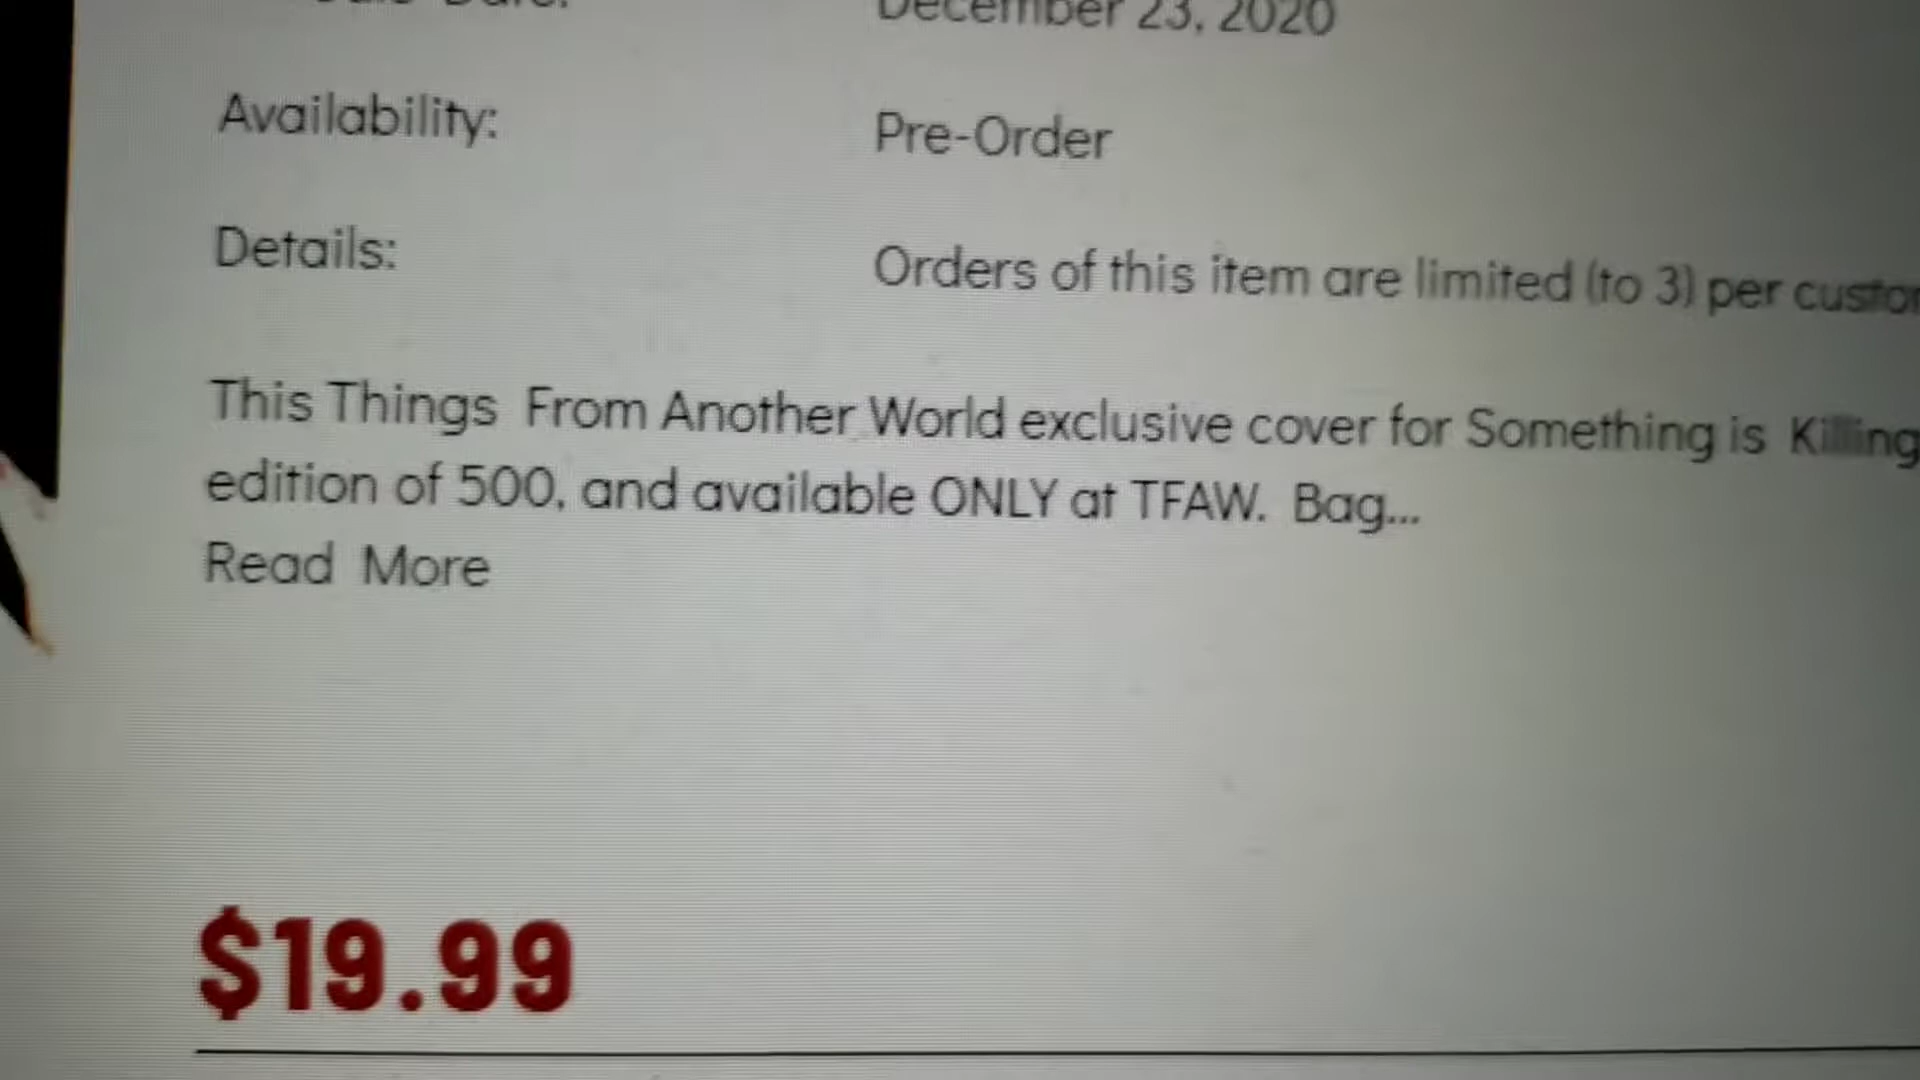 December 23, 2020
Availability:
Pre-Order
Details:
Orders of this item are limited (to 3) per
This Things From Another World exclusive cover for Something is Killing
edition of 500, and available ONLY at TFAW. Bag...
Read More
$19.99